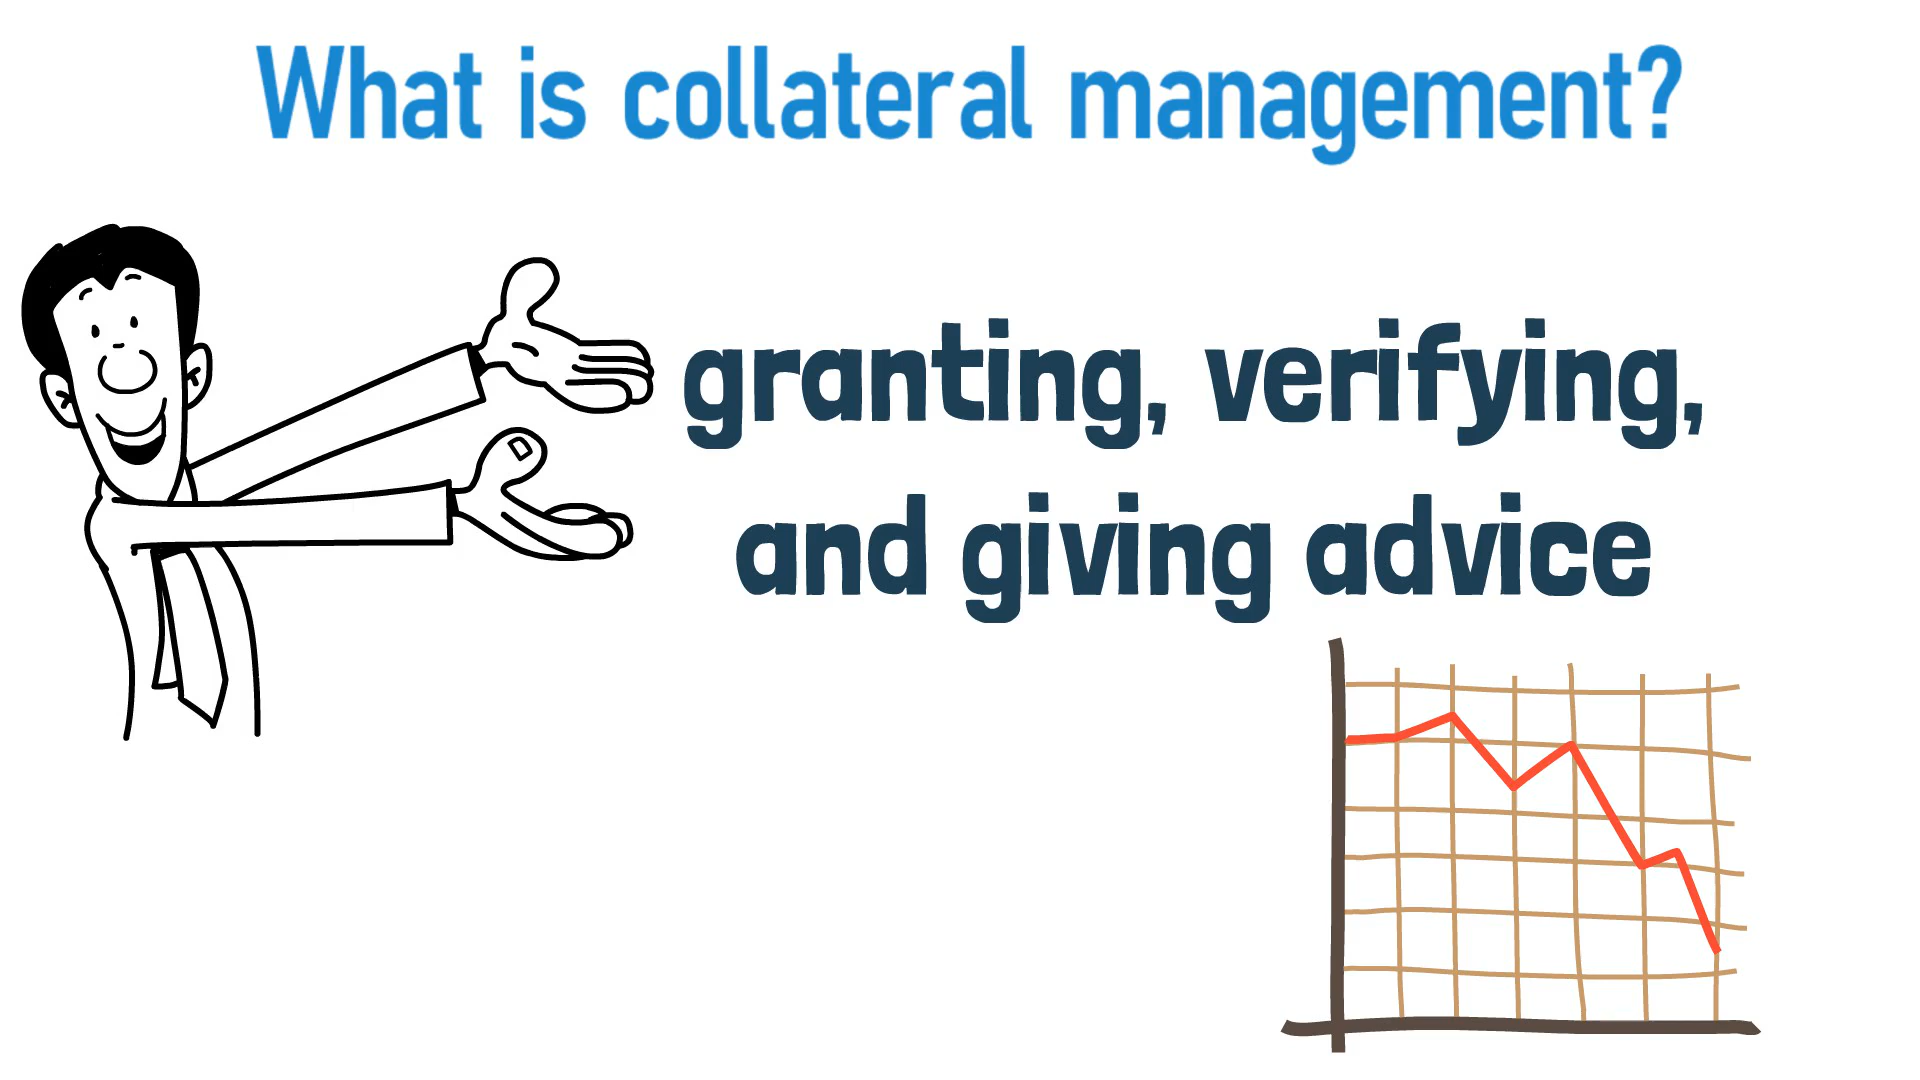 What is collateral management?
granting, verifying,
and giving advice